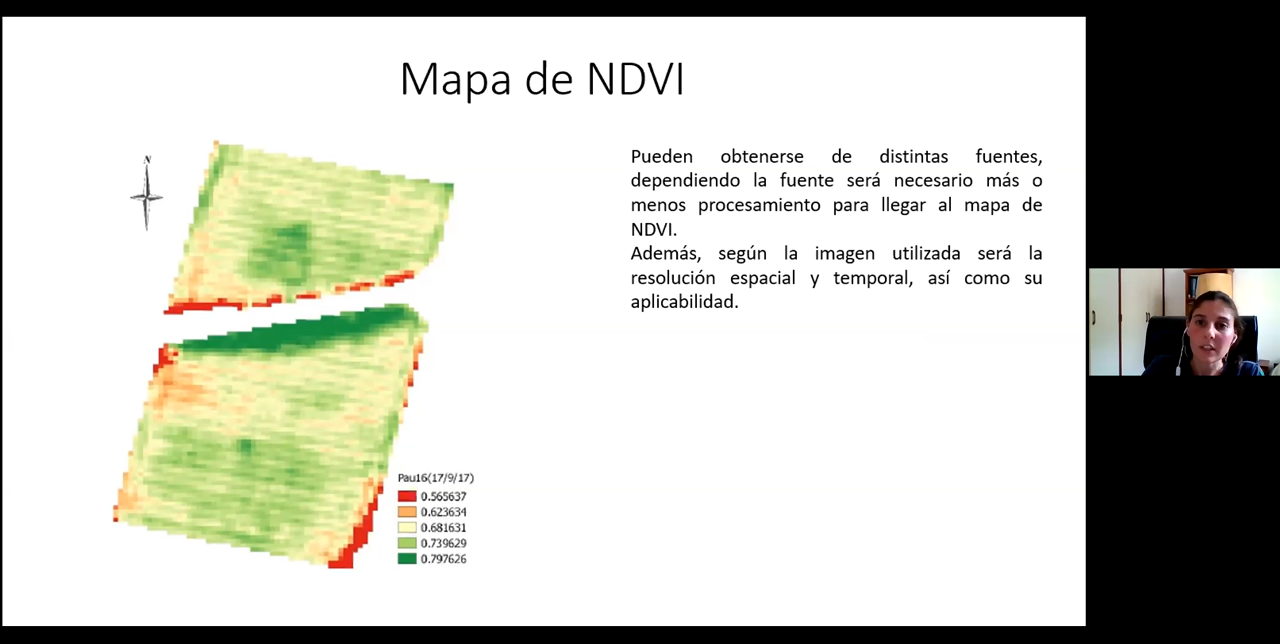 Mapa de NDVI
N
Pueden obtenerse de distintas fuentes,
dependiendo la fuente será necesario más o
menos procesamiento para llegar al mapa de
NDVI.
Además, según la imagen utilizada será la
resolución espacial y temporal, así como su
aplicabilidad.
Pau16(17/9/17)
0.565637
0.623634
0.681631
0.739629
0.797626